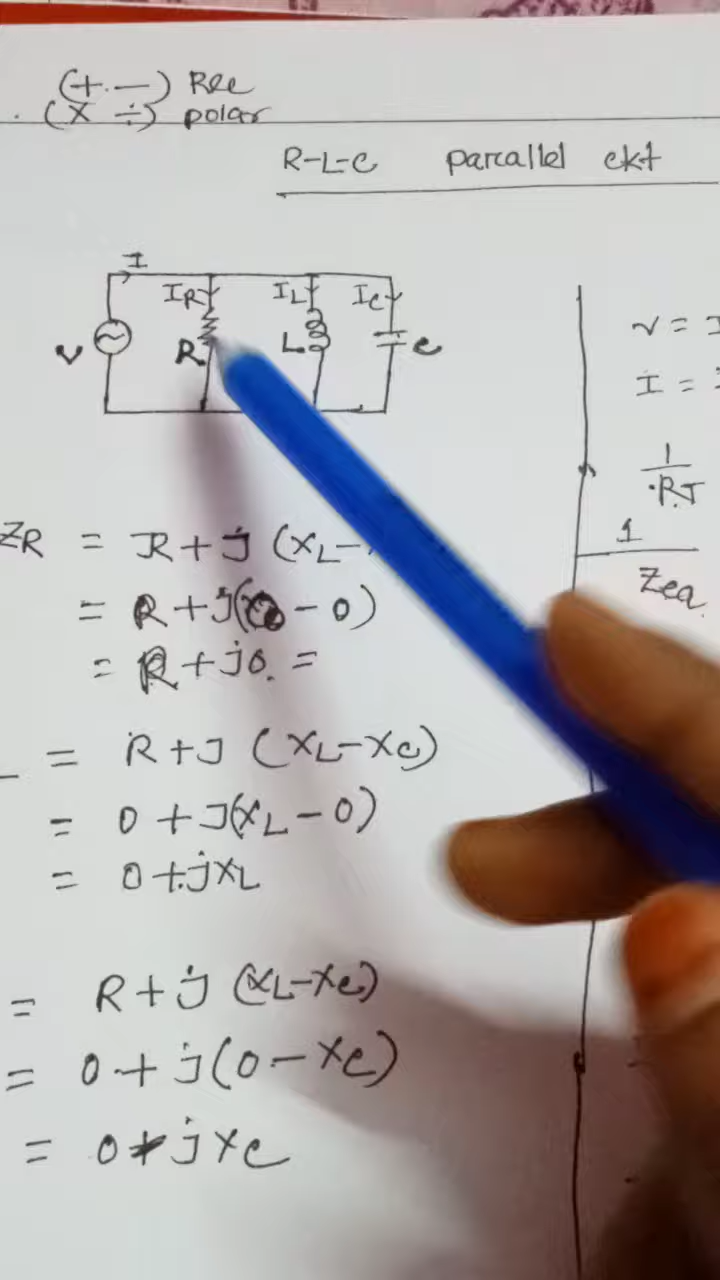 (+ -) Rec
(× ÷) polar
R-L-C parallel ckt
I
IR IL IC
V R L C
ZR = R + j (XL-
= R + j( - 0)
= R + j0. =
= R + j (XL-XC)
= 0 + j(XL - 0)
= 0 + jXL
= R + j (XL-XC)
= 0 + j(0 - XC)
= 0 jXC
V = I
I =
1
RT
1
Zeq